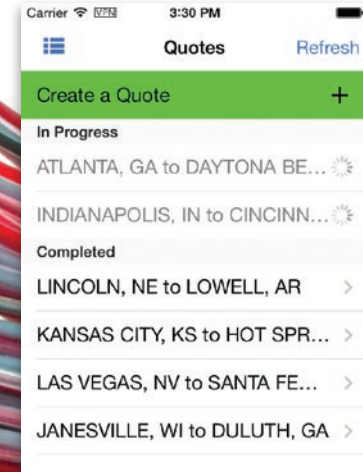 Carrier VPN 3:30 PM
Quotes Refresh
Create a Quote +
In Progress
ATLANTA, GA to DAYTONA BE...
INDIANAPOLIS, IN to CINCINN...
Completed
LINCOLN, NE to LOWELL, AR
KANSAS CITY, KS to HOT SPR...
LAS VEGAS, NV to SANTA FE...
JANESVILLE, WI to DULUTH, GA